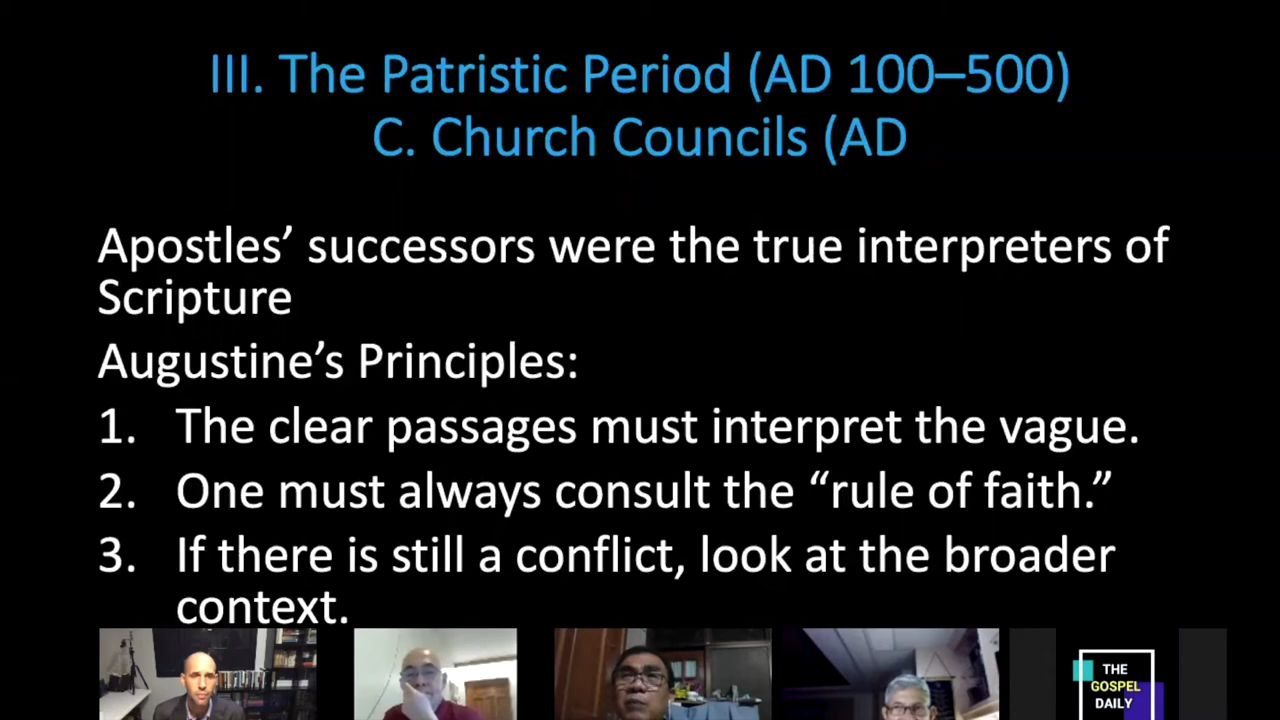 III. The Patristic Period (AD 100–500)
C. Church Councils (AD
Apostles’ successors were the true interpreters of
Scripture
Augustine’s Principles:
1. The clear passages must interpret the vague.
2. One must always consult the “rule of faith.”
3. If there is still a conflict, look at the broader
context.
THE
GOSPEL
DAILY